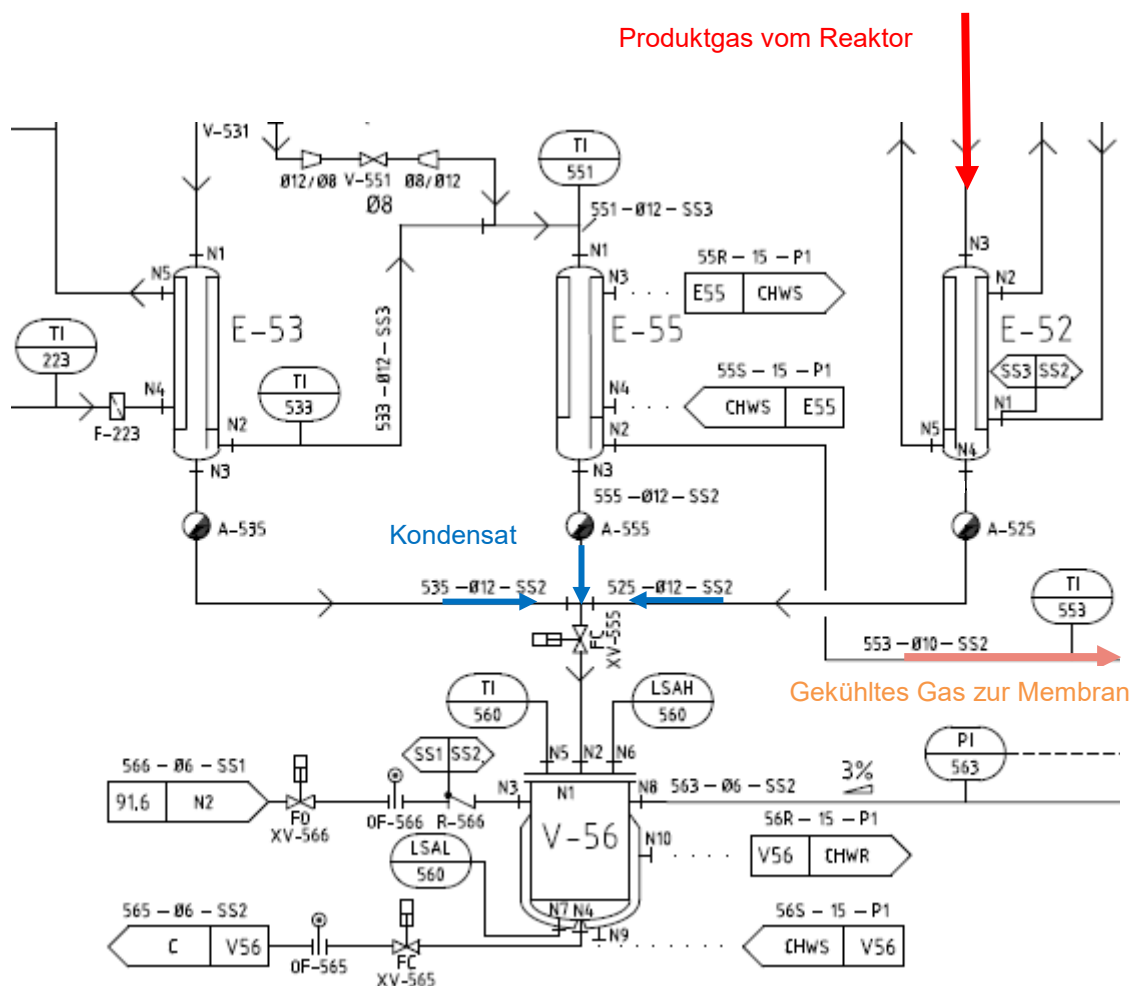 Produktgas vom Reaktor
V-531
Ø12/Ø8
V-551
Ø8/Ø12
Ø8
TI
551
551-Ø12-SS3
N1
N5
E-53
TI
223
N4
F-223
TI
533
N2
N3
533-Ø12-SS3
N1
N3
E-55
55R - 15 - P1
E55
CHWS
55S - 15 - P1
N4
CHWS
E55
N2
N3
N3
N2
E-52
SS3
SS2
N1
N5
N4
A-535
555-Ø12-SS2
A-555
A-525
Kondensat
535-Ø12-SS2
525-Ø12-SS2
FC
XV-555
TI
553
553-Ø10-SS2
Gekühltes Gas zur Membran
TI
560
LSAH
560
PI
563
566 - Ø6 - SS1
91.6
N2
FO
XV-566
OF-566
SS1
SS2
R-566
N3
N5
N2
N6
N1
N8
563-Ø6-SS2
3%
V-56
56R - 15 - P1
V56
CHWR
N10
LSAL
560
565 - Ø6 - SS2
C
V56
OF-565
FC
XV-565
N7
N4
N9
56S - 15 - P1
CHWS
V56